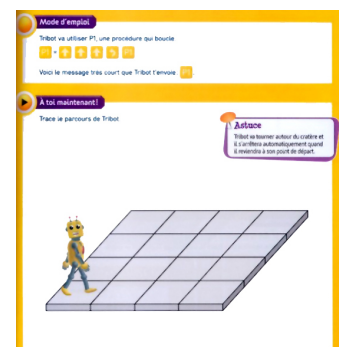 Mode d'emploi
Tribot va utiliser P1, une procédure qui boucle.
P1 =
Voici le message très court que Tribot t'envoie : P1
À toi maintenant!
Trace le parcours de Tribot
Astuce
Tribot va tourner autour du cratère et
il s'arrêtera automatiquement quand
il reviendra à son point de départ.